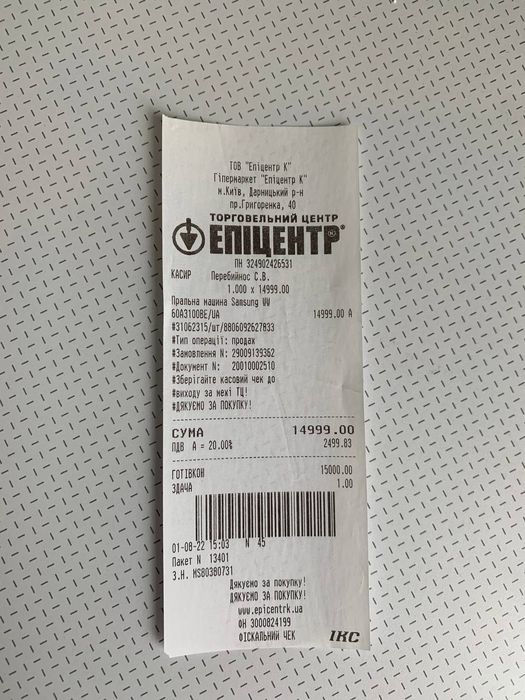 ТОВ "Епіцентр К"
Гіпермаркет "Епіцентр К"
м.Київ, Дарницький р-н
пр.Григоренка, 40
ТОРГОВЕЛЬНИЙ ЦЕНТР
ЕПІЦЕНТР®
ПН 324902426531
КАСИР Перебийнос С.В.
1.000 x 14999.00
Пральна машина Samsung WW
60A3100BE/UA 14999.00 А
#31062315/шт/8806092627833
#Тип операції: продаж
#Замовлення N: 29009139362
#Документ N: 20010002510
#Зберігайте касовий чек до
#виходу за межі ТЦ!
#ДЯКУЄМО ЗА ПОКУПКУ!
СУМА 14999.00
ПДВ А = 20.00% 2499.83
ГОТІВКОЮ 15000.00
ЗДАЧА 1.00
01-08-22 15:03 N 45
Пакет N 13401
З.Н. MS80380731
Дякуємо за покупку!
ДЯКУЄМО ЗА ПОКУПКУ!
www.epicentrk.ua
ФН 3000824199
ФІСКАЛЬНИЙ ЧЕК IKC